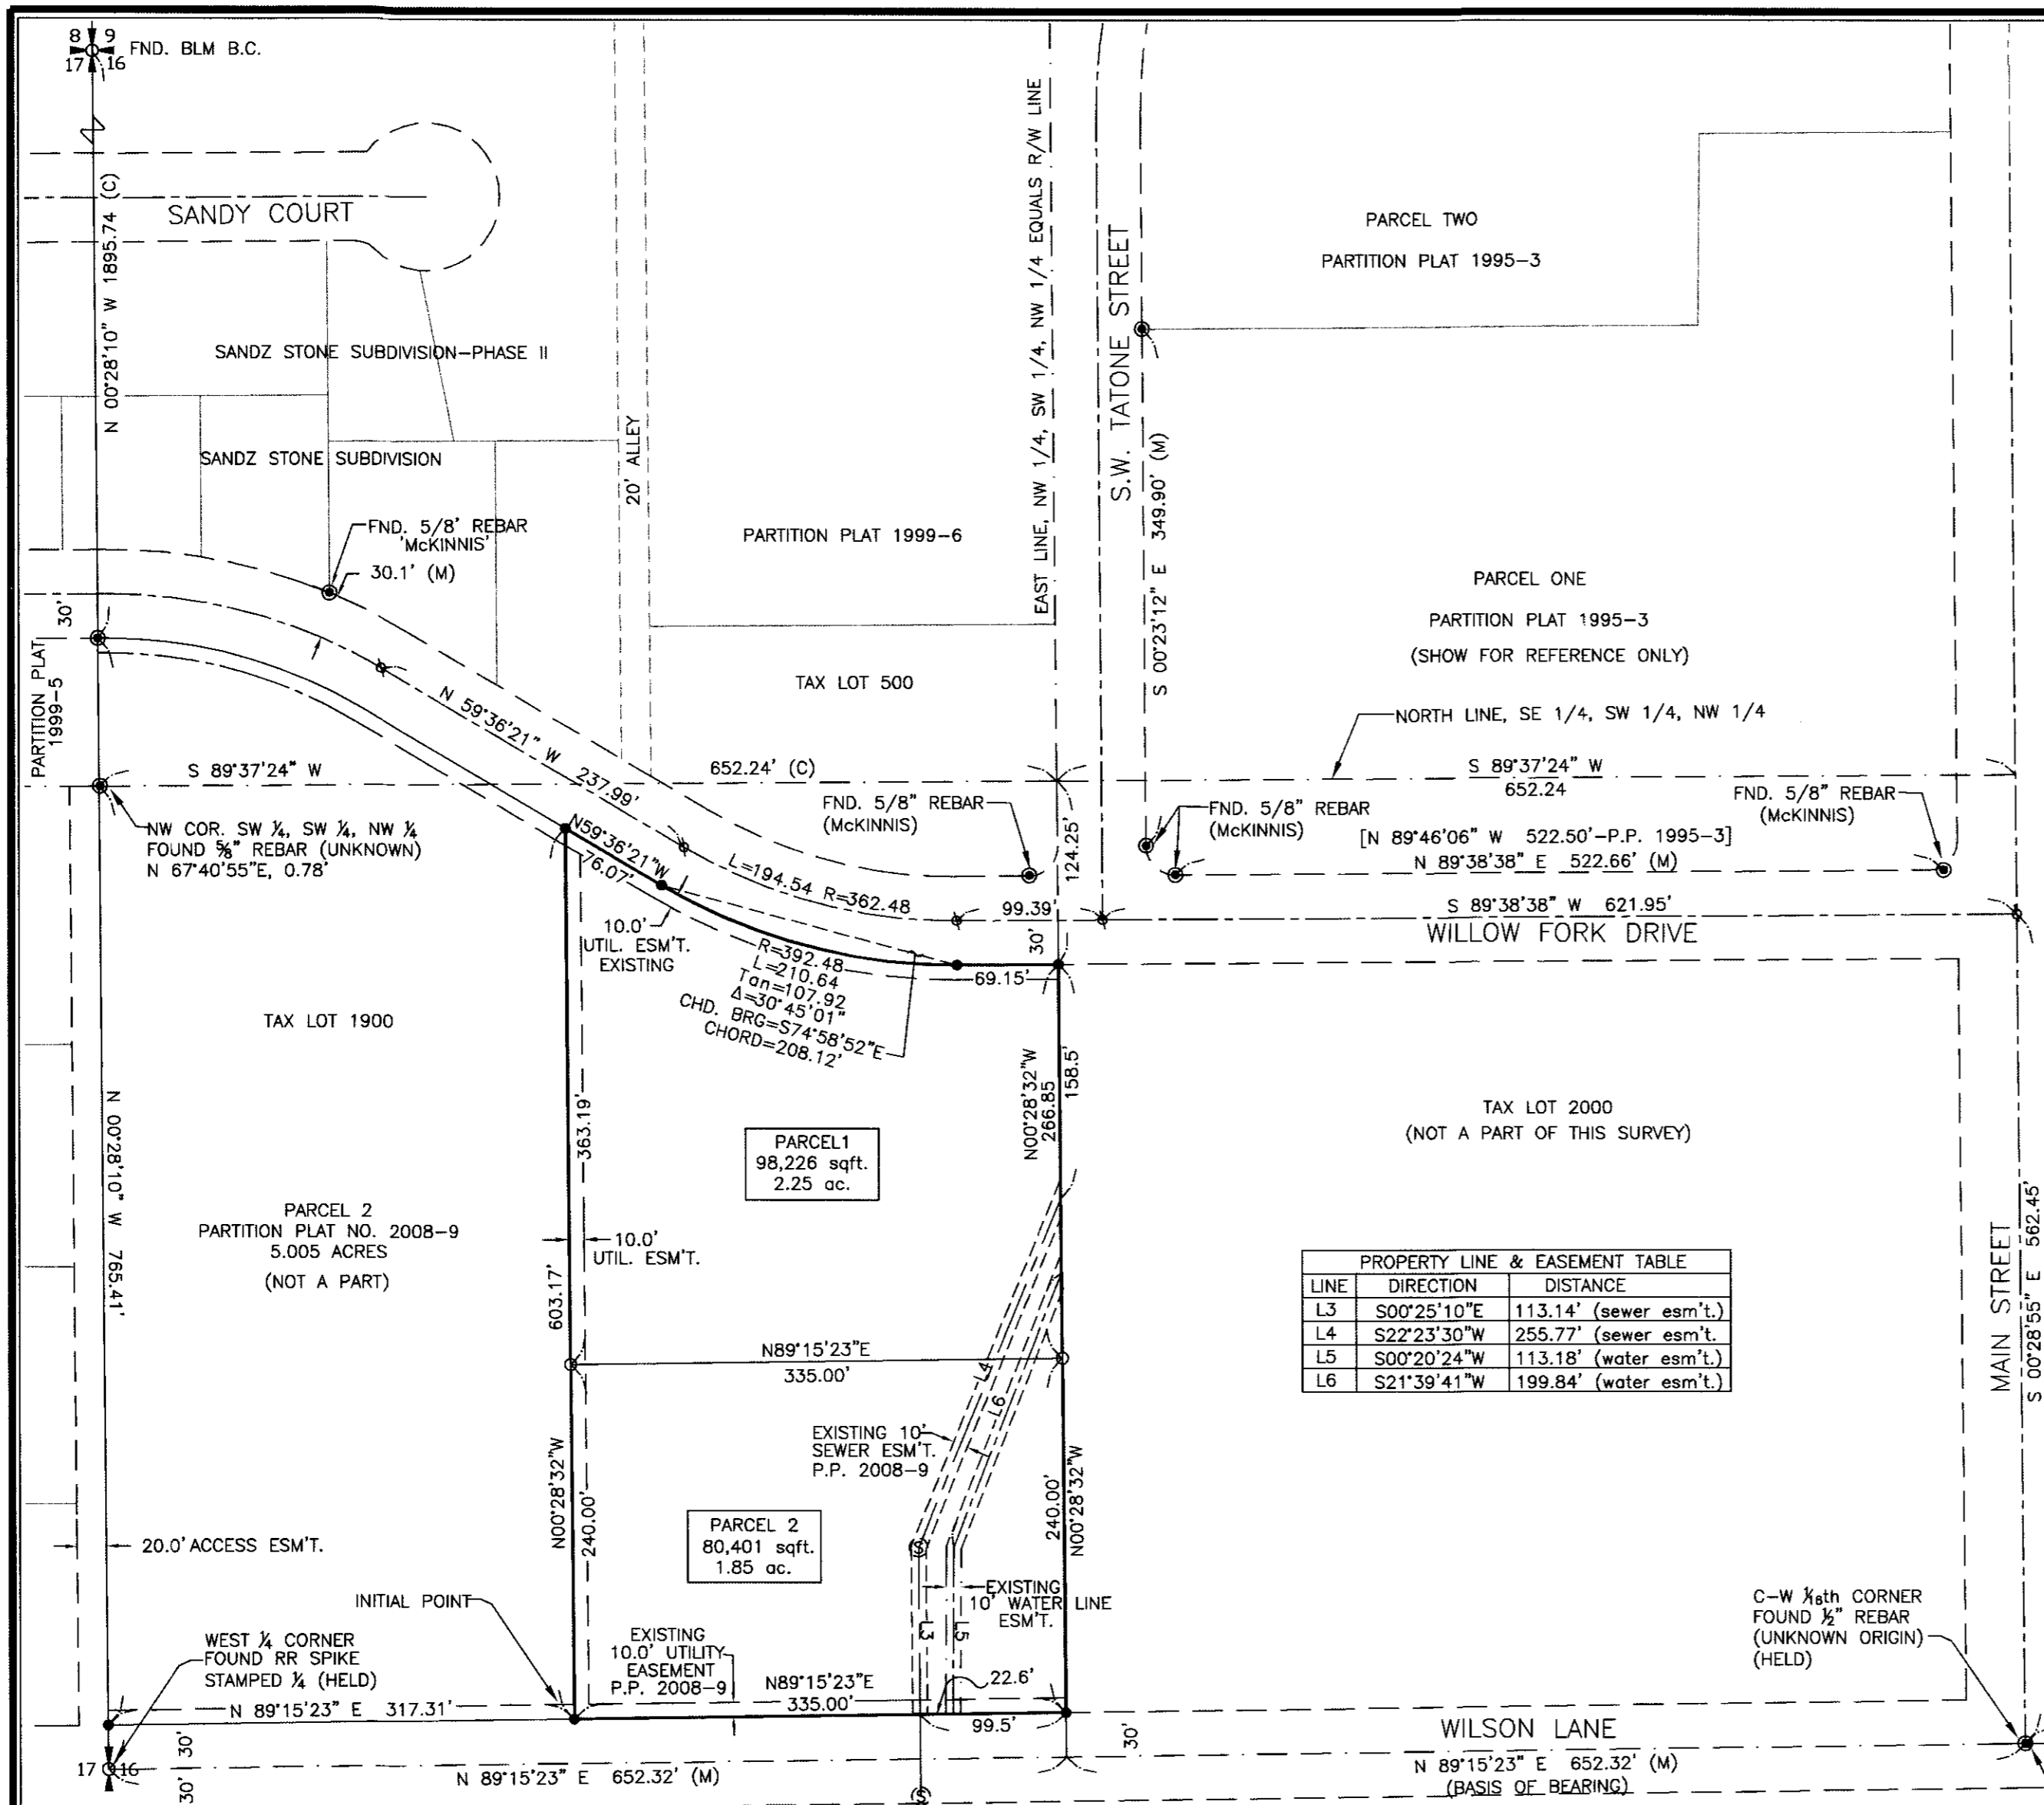 8 9
17 16
FND. BLM B.C.
N 00°28'10" W 1895.74 (C)
SANDY COURT
SANDZ STONE SUBDIVISION-PHASE II
SANDZ STONE SUBDIVISION
FND. 5/8' REBAR
'McKINNIS'
30.1' (M)
20' ALLEY
PARTITION PLAT 1999-6
EAST LINE, NW 1/4, SW 1/4, NW 1/4 EQUALS R/W LINE
S.W. TATONE STREET
S 00°23'12" E 349.90' (M)
PARCEL TWO
PARTITION PLAT 1995-3
PARCEL ONE
PARTITION PLAT 1995-3
(SHOW FOR REFERENCE ONLY)
30'
PARTITION PLAT
1999-5
N 59°36'21" W 237.99'
TAX LOT 500
NORTH LINE, SE 1/4, SW 1/4, NW 1/4
S 89°37'24" W
652.24' (C)
S 89°37'24" W
652.24
NW COR. SW ¼, SW ¼, NW ¼
FOUND ⅝" REBAR (UNKNOWN)
N 67°40'55"E, 0.78'
FND. 5/8" REBAR
(McKINNIS)
124.25'
FND. 5/8" REBAR
(McKINNIS)
FND. 5/8" REBAR
(McKINNIS)
[N 89°46'06" W 522.50'-P.P. 1995-3]
N 89°38'38" E 522.66' (M)
N59°36'21"W
76.07'
L=194.54 R=362.48
99.39'
S 89°38'38" W 621.95'
WILLOW FORK DRIVE
30'
10.0'
UTIL. ESM'T.
EXISTING
R=392.48
L=210.64
Tan=107.92
Δ=30°45'01"
CHD. BRG=S74°58'52"E
CHORD=208.12'
69.15'
TAX LOT 1900
N00°28'32"W
266.85
158.5'
363.19'
PARCEL1
98,226 sqft.
2.25 ac.
TAX LOT 2000
(NOT A PART OF THIS SURVEY)
N 00°28'10" W 765.41'
PARCEL 2
PARTITION PLAT NO. 2008-9
5.005 ACRES
(NOT A PART)
10.0'
UTIL. ESM'T.
603.17'
PROPERTY LINE & EASEMENT TABLE
LINE DIRECTION DISTANCE
L3 S00°25'10"E 113.14' (sewer esm't.)
L4 S22°23'30"W 255.77' (sewer esm't.
L5 S00°20'24"W 113.18' (water esm't.)
L6 S21°39'41"W 199.84' (water esm't.)
MAIN STREET
S 00°28'55" E 562.45'
N89°15'23"E
335.00'
L4
L6
EXISTING 10'
SEWER ESM'T.
P.P. 2008-9
N00°28'32"W
240.00'
240.00'
N00°28'32"W
PARCEL 2
80,401 sqft.
1.85 ac.
S
20.0' ACCESS ESM'T.
EXISTING
10' WATER LINE
ESM'T.
L3
L5
INITIAL POINT
C-W 1/16th CORNER
FOUND ½" REBAR
(UNKNOWN ORIGIN)
(HELD)
WEST ¼ CORNER
FOUND RR SPIKE
STAMPED ¼ (HELD)
EXISTING
10.0' UTILITY
EASEMENT
P.P. 2008-9
N89°15'23"E
335.00'
22.6'
N 89°15'23" E 317.31'
99.5'
30'
WILSON LANE
17 16
30'
30'
N 89°15'23" E 652.32' (M)
N 89°15'23" E 652.32' (M)
(BASIS OF BEARING)
S